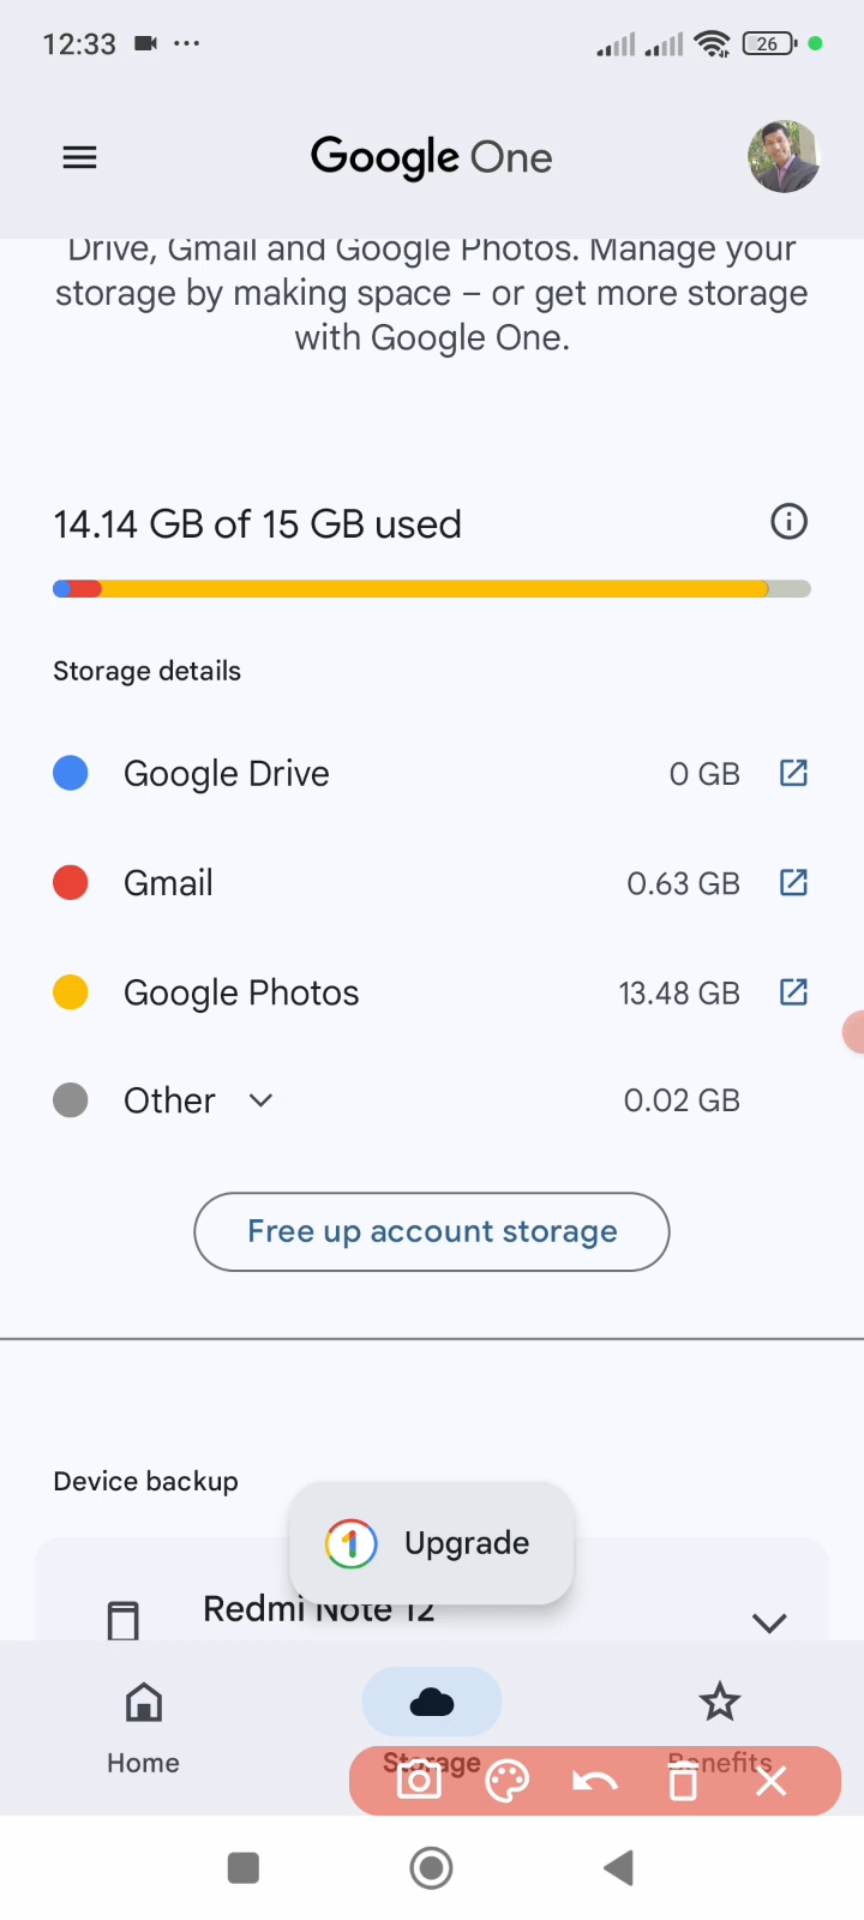 12:33
26
Google One
Drive, Gmail and Google Photos. Manage your
storage by making space – or get more storage
with Google One.
14.14 GB of 15 GB used
Storage details
Google Drive 0 GB
Gmail 0.63 GB
Google Photos 13.48 GB
Other 0.02 GB
Free up account storage
Device backup
1 Upgrade
Redmi Note 12
Home Storage Benefits